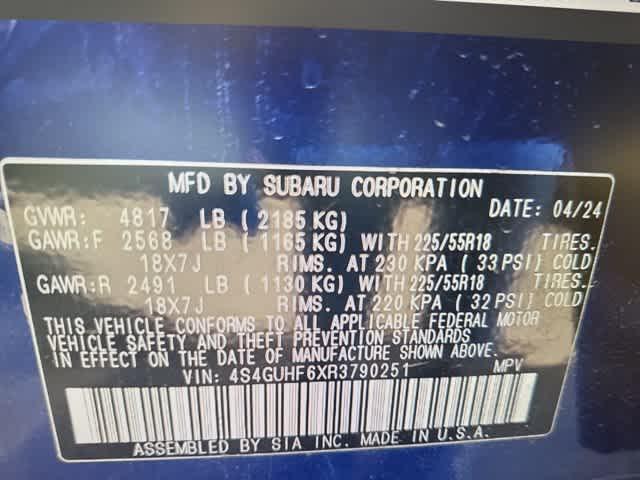 MFD BY SUBARU CORPORATION
DATE: 04/24
GVWR: 4817 LB ( 2185 KG)
GAWR:F 2568 LB ( 1165 KG) WITH 225/55R18 TIRES.
18X7J RIMS. AT 230 KPA ( 33 PSI) COLD
GAWR:R 2491 LB ( 1130 KG) WITH 225/55R18 TIRES.
18X7J RIMS. AT 220 KPA ( 32 PSI) COLD
THIS VEHICLE CONFORMS TO ALL APPLICABLE FEDERAL MOTOR
VEHICLE SAFETY AND THEFT PREVENTION STANDARDS
IN EFFECT ON THE DATE OF MANUFACTURE SHOWN ABOVE.
VIN: 4S4GUHF6XR3790251 MPV
ASSEMBLED BY SIA INC. MADE IN U.S.A.